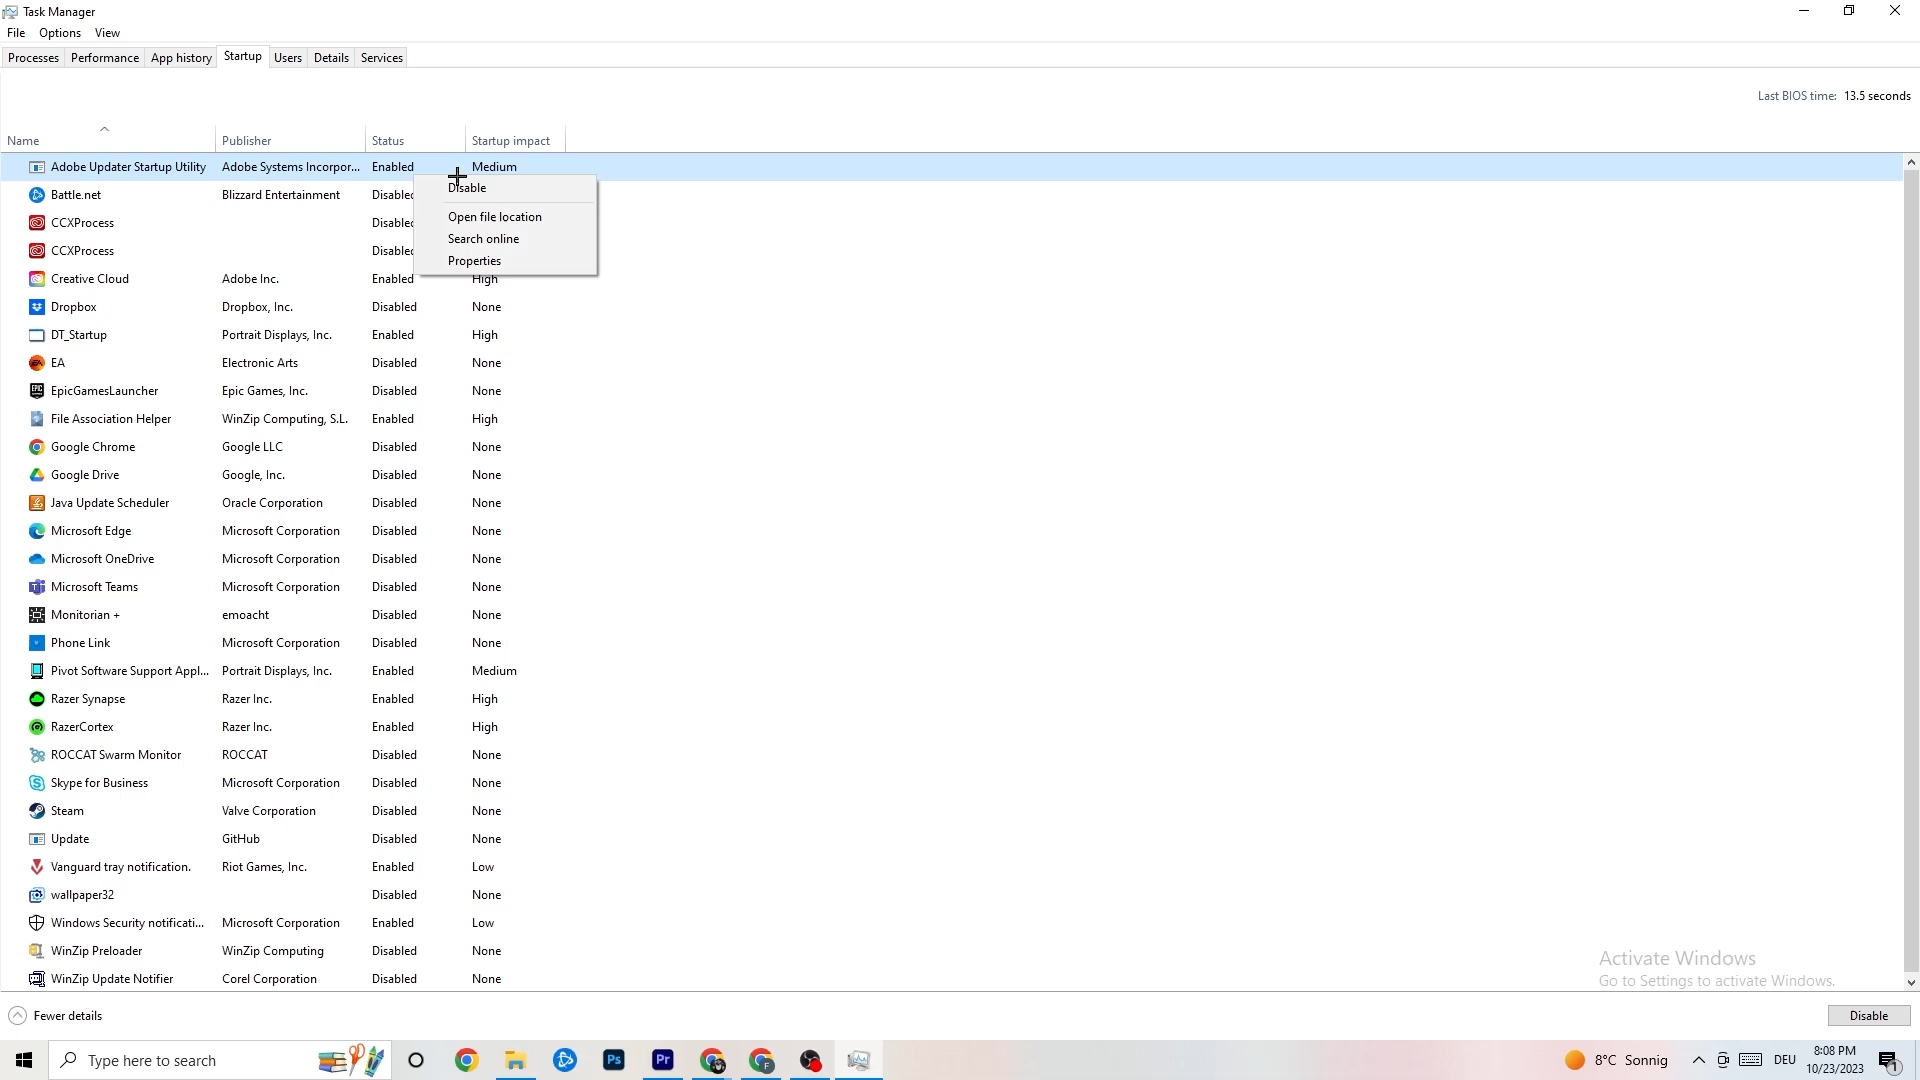 Task Manager
File Options View
Processes Performance App history Startup Users Details Services
Last BIOS time: 13.5 seconds
Name Publisher Status Startup impact
Adobe Updater Startup Utility Adobe Systems Incorpor... Enabled Medium
Disable
Battle.net Blizzard Entertainment Disabled
Open file location
CCXProcess Disabled
Search online
CCXProcess Disabled
Properties
Creative Cloud Adobe Inc. Enabled High
Dropbox Dropbox, Inc. Disabled None
DT_Startup Portrait Displays, Inc. Enabled High
EA Electronic Arts Disabled None
EpicGamesLauncher Epic Games, Inc. Disabled None
File Association Helper WinZip Computing, S.L. Enabled High
Google Chrome Google LLC Disabled None
Google Drive Google, Inc. Disabled None
Java Update Scheduler Oracle Corporation Disabled None
Microsoft Edge Microsoft Corporation Disabled None
Microsoft OneDrive Microsoft Corporation Disabled None
Microsoft Teams Microsoft Corporation Disabled None
Monitorian + emoacht Disabled None
Phone Link Microsoft Corporation Disabled None
Pivot Software Support Appl... Portrait Displays, Inc. Enabled Medium
Razer Synapse Razer Inc. Enabled High
RazerCortex Razer Inc. Enabled High
ROCCAT Swarm Monitor ROCCAT Disabled None
Skype for Business Microsoft Corporation Disabled None
Steam Valve Corporation Disabled None
Update GitHub Disabled None
Vanguard tray notification. Riot Games, Inc. Enabled Low
wallpaper32 Disabled None
Windows Security notificati... Microsoft Corporation Enabled Low
WinZip Preloader WinZip Computing Disabled None
WinZip Update Notifier Corel Corporation Disabled None
Activate Windows
Go to Settings to activate Windows.
Fewer details Disable
Type here to search Ps Pr F 8°C Sonnig DEU 8:08 PM
10/23/2023 1